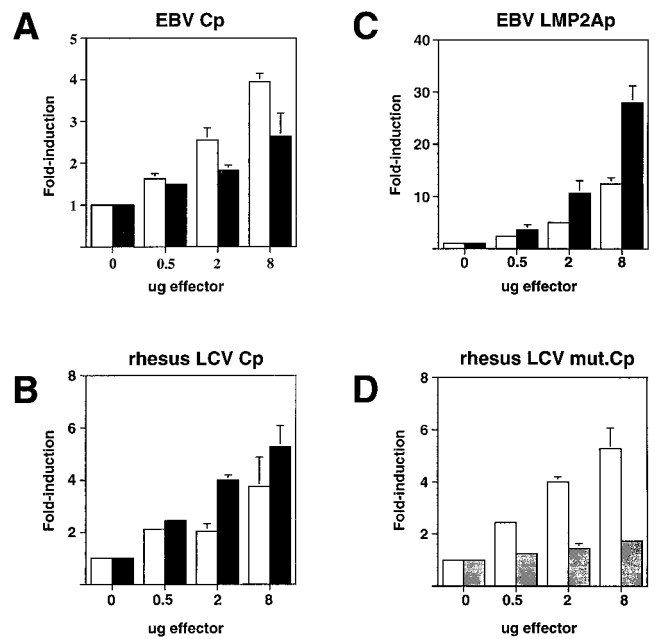 A
EBV Cp
Fold-induction
5
4
3
2
1
0 0.5 2 8
ug effector
C
EBV LMP2Ap
Fold-induction
40
30
20
10
0 0.5 2 8
ug effector
B
rhesus LCV Cp
Fold-induction
8
6
4
2
0 0.5 2 8
ug effector
D
rhesus LCV mut.Cp
Fold-induction
8
6
4
2
0 0.5 2 8
ug effector